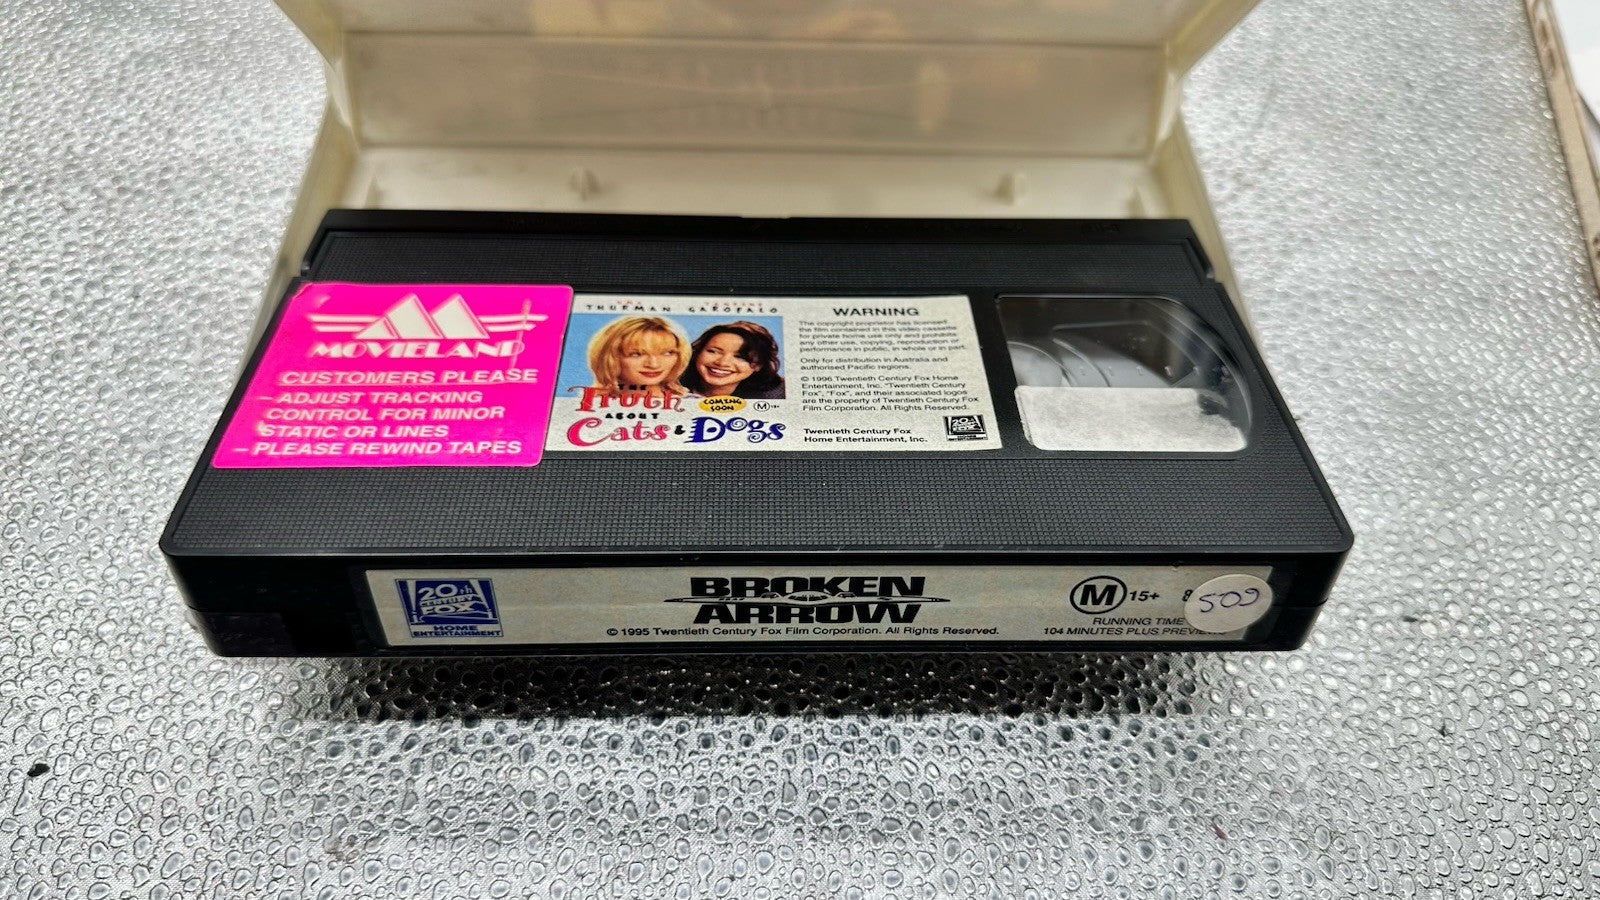 MOVIELAND
CUSTOMERS PLEASE
- ADJUST TRACKING
CONTROL FOR MINOR
STATIC OR LINES
- PLEASE REWIND TAPES
UMA JANEANE
THURMAN GAROFALO
THE
Truth
ABOUT
Cats & Dogs
COMING
SOON
M 15+
WARNING
The copyright proprietor has licensed
the film contained in this video cassette
for private home use only and prohibits
any other use, copying, reproduction or
performance in public, in whole or in part.
Only for distribution in Australia and
authorised Pacific regions.
© 1996 Twentieth Century Fox Home
Entertainment, Inc. "Twentieth Century
Fox", "Fox", and their associated logos
are the property of Twentieth Century Fox
Film Corporation. All Rights Reserved.
Twentieth Century Fox
Home Entertainment, Inc.
20th
CENTURY
FOX
HOME
ENTERTAINMENT
BROKEN
ARROW
© 1995 Twentieth Century Fox Film Corporation. All Rights Reserved.
M 15+ 8
509
RUNNING TIME
104 MINUTES PLUS PREVIEWS